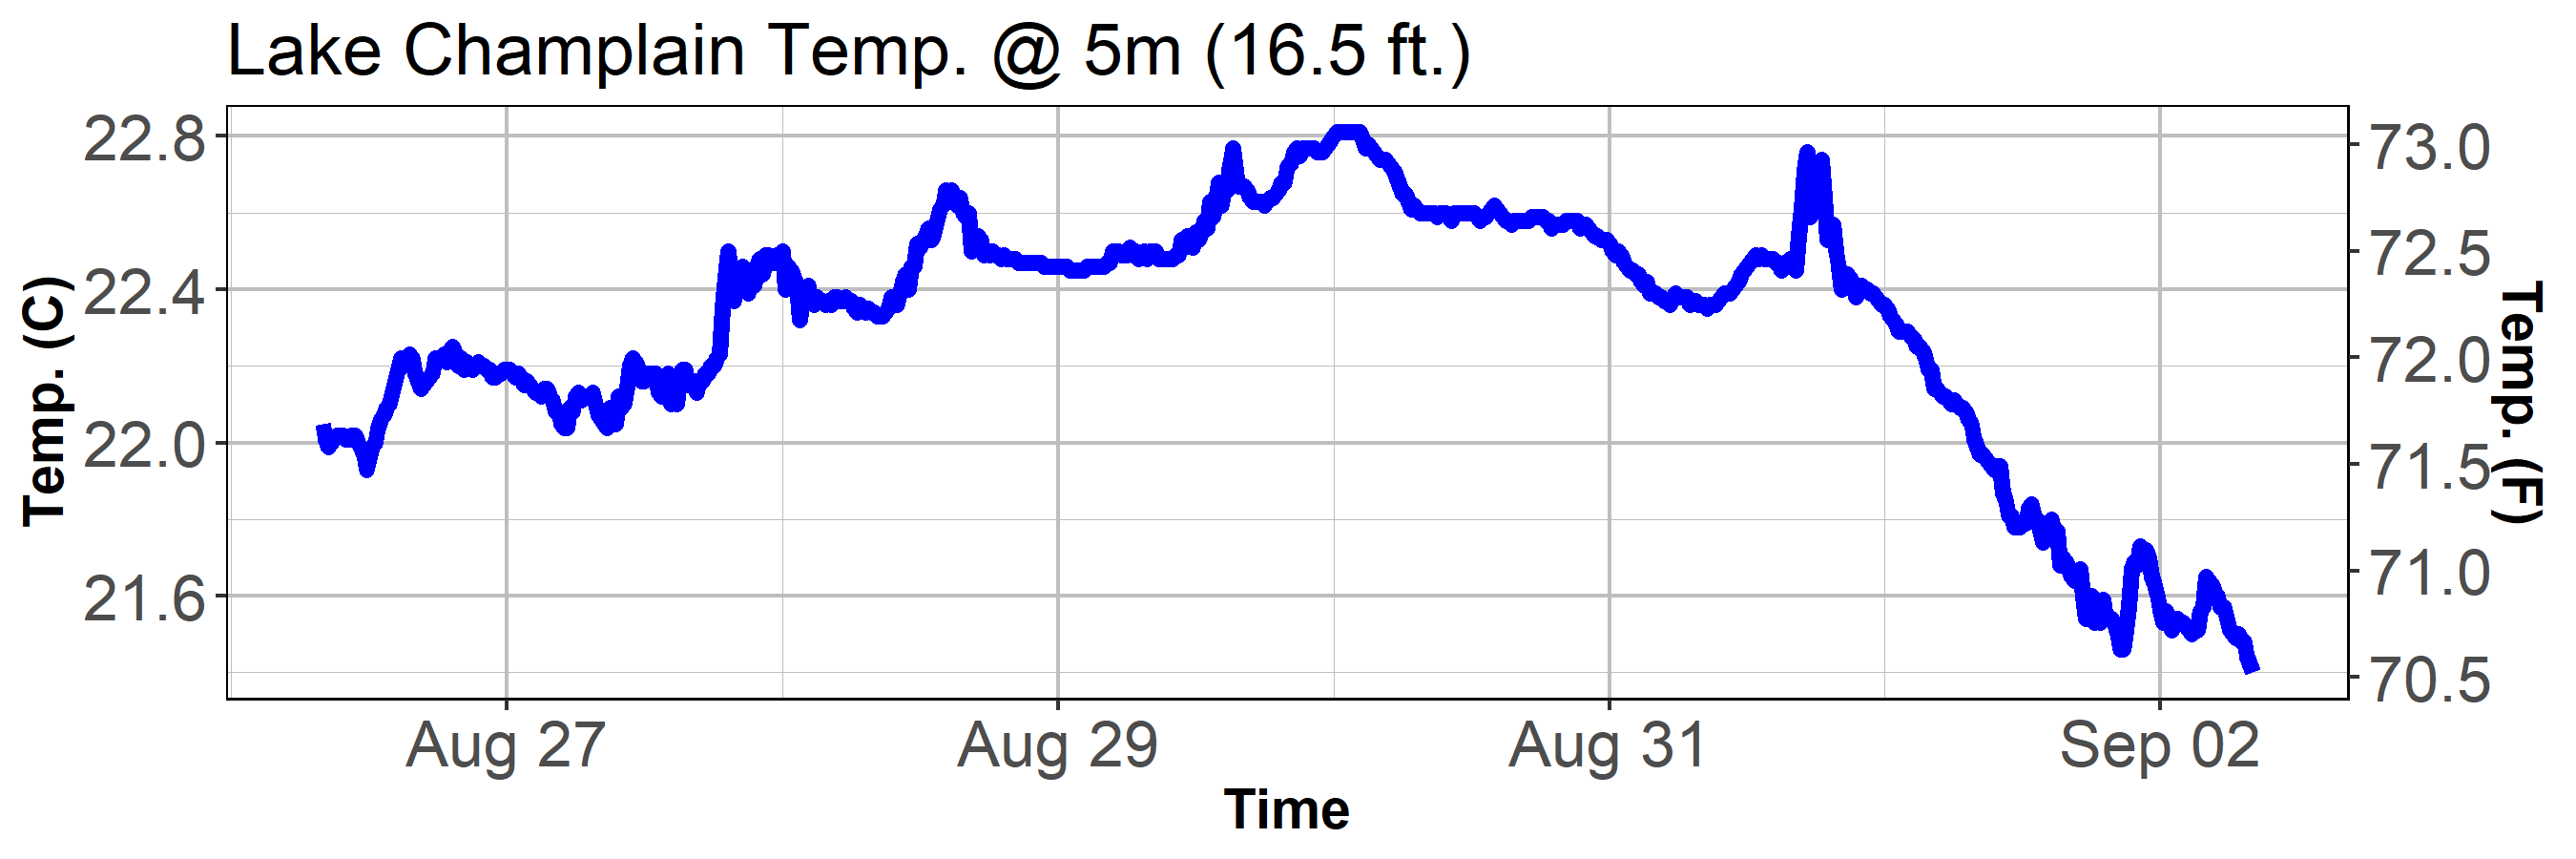 Lake Champlain Temp. @ 5m (16.5 ft.)
22.8
22.4
22.0
21.6
Temp. (C)
73.0
72.5
72.0
71.5
71.0
70.5
Temp. (F)
Aug 27
Aug 29
Aug 31
Sep 02
Time